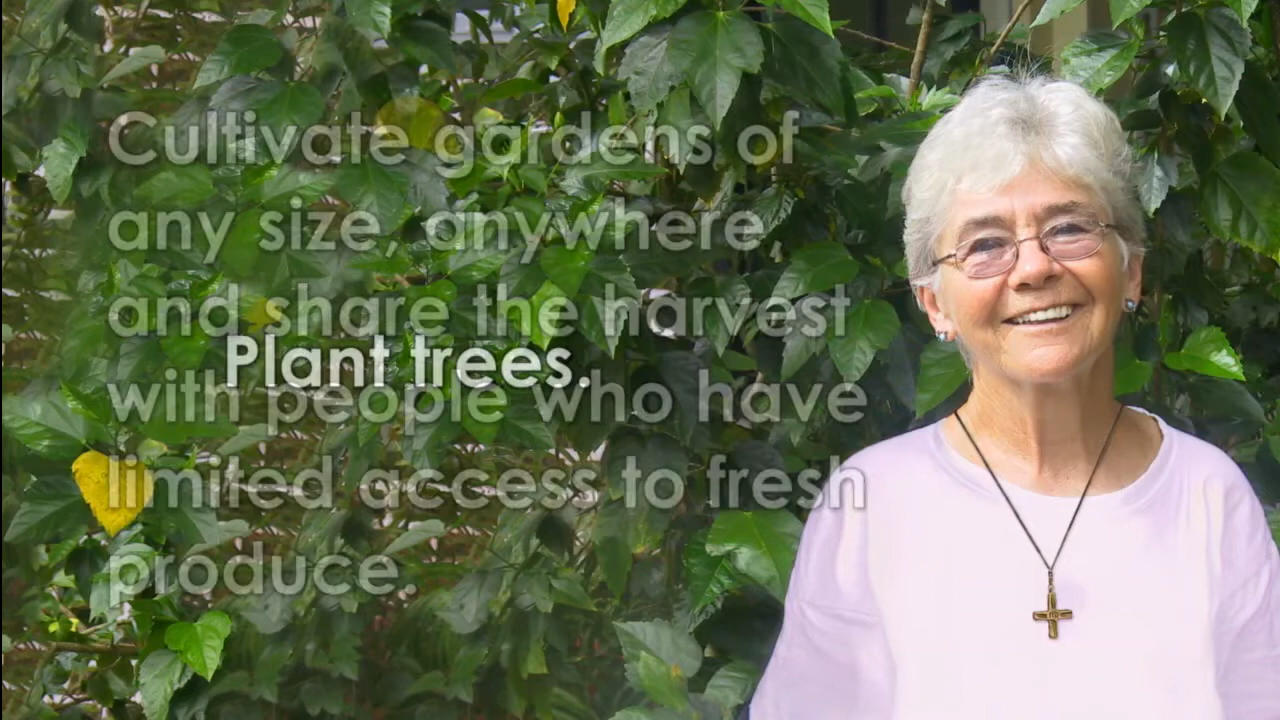 Cultivate gardens of
any size anywhere
and share the harvest
Plant trees.
with people who have
limited access to fresh
produce.